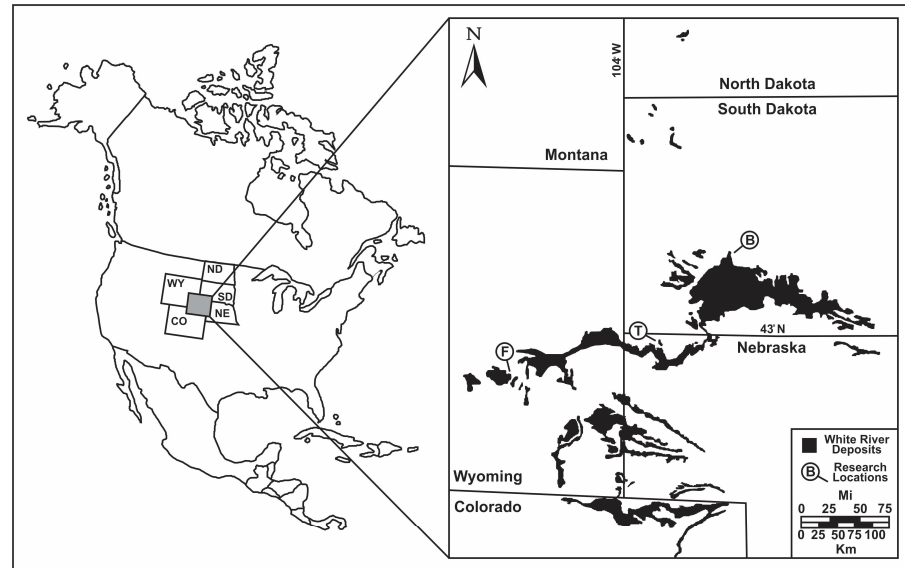 ND
WY
SD
NE
CO
N
104°W
North Dakota
South Dakota
Montana
B
T
43°N
Nebraska
F
Wyoming
Colorado
White River
Deposits
B
Research
Locations
Mi
0 25 50 75
0 25 50 75 100
Km